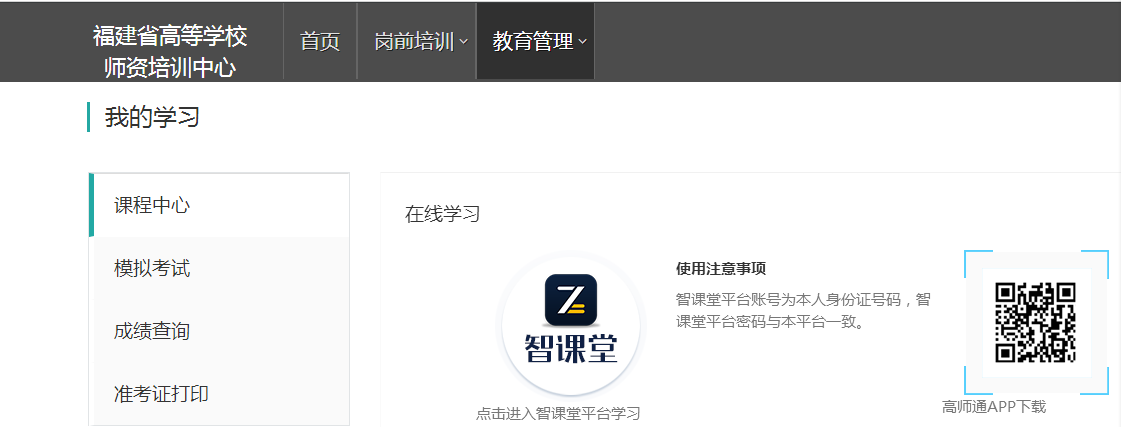 福建省高等学校
师资培训中心
首页
岗前培训
教育管理
我的学习
课程中心
模拟考试
成绩查询
准考证打印
在线学习
智课堂
点击进入智课堂平台学习
使用注意事项
智课堂平台账号为本人身份证号码，智
课堂平台密码与本平台一致。
高师通APP下载